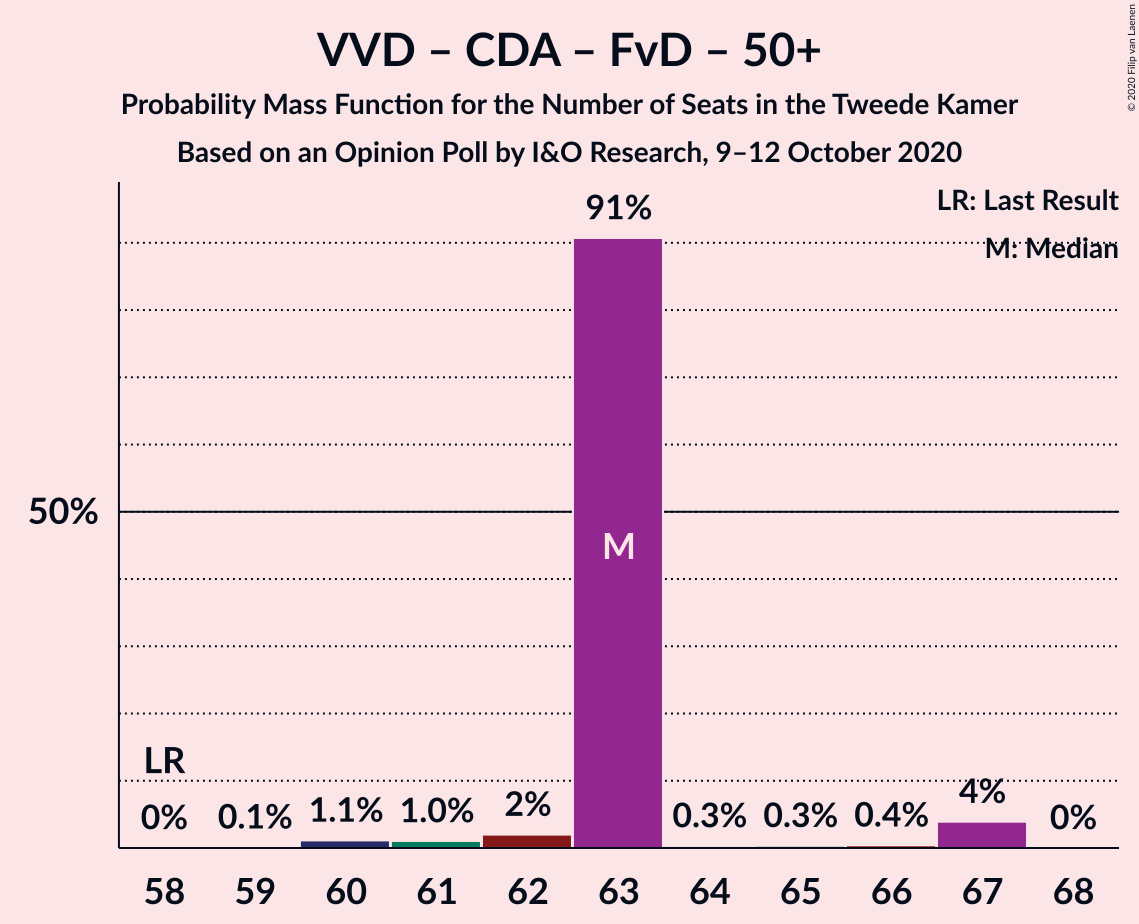 VVD – CDA – FvD – 50+
Probability Mass Function for the Number of Seats in the Tweede Kamer
Based on an Opinion Poll by I&O Research, 9–12 October 2020
© 2020 Filip van Laenen
LR: Last Result
M: Median
91%
50%
M
LR
0%
0.1%
1.1%
1.0%
2%
0.3%
0.3%
0.4%
4%
0%
58 59 60 61 62 63 64 65 66 67 68